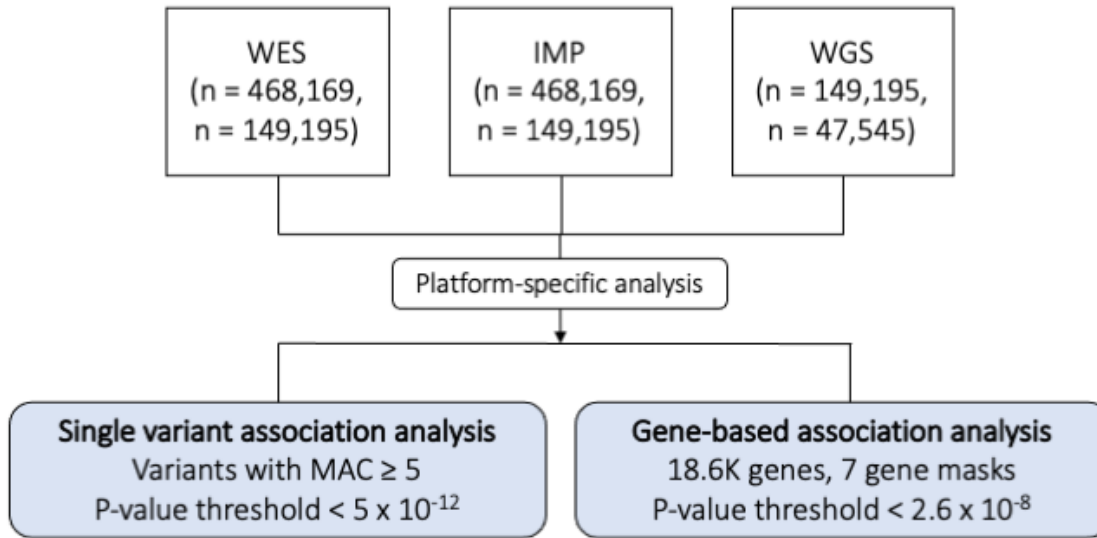 WES
(n = 468,169,
n = 149,195)
IMP
(n = 468,169,
n = 149,195)
WGS
(n = 149,195,
n = 47,545)
Platform-specific analysis
Single variant association analysis
Variants with MAC ≥ 5
P-value threshold < 5 x 10⁻¹²
Gene-based association analysis
18.6K genes, 7 gene masks
P-value threshold < 2.6 x 10⁻⁸